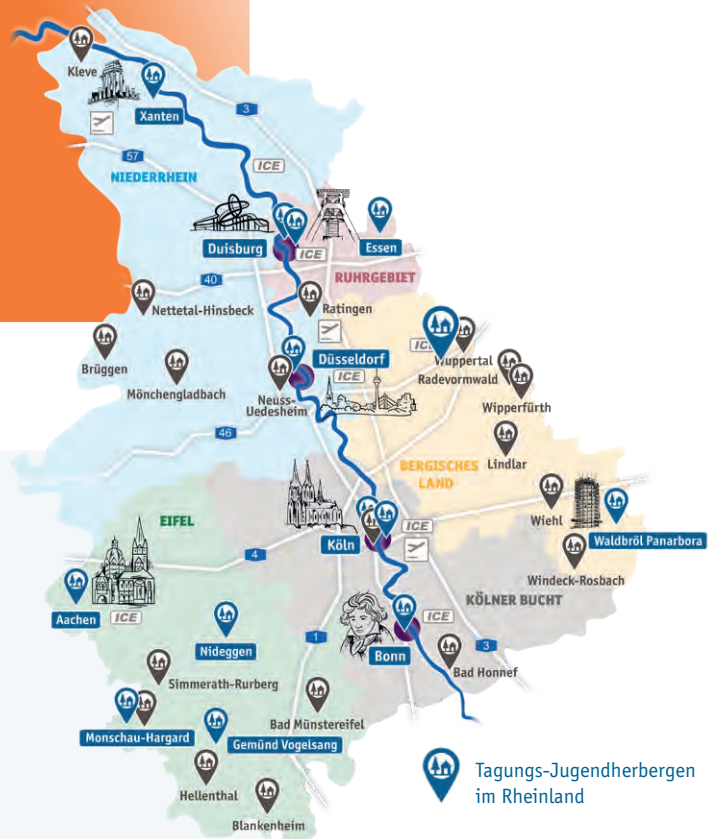 Kleve
Xanten
3
57
NIEDERRHEIN
ICE
Duisburg
ICE
Essen
RUHRGEBIET
40
Nettetal-Hinsbeck
Ratingen
Brüggen
Mönchengladbach
Düsseldorf
ICE
Neuss-
Uedesheim
ICE
Wuppertal
Radevormwald
Wipperfürth
46
Lindlar
BERGISCHES
LAND
EIFEL
Wiehl
Köln
ICE
Waldbröl Panarbora
4
Windeck-Rosbach
Aachen
ICE
KÖLNER BUCHT
Nideggen
1
ICE
Bonn
3
Bad Honnef
Simmerath-Rurberg
Bad Münstereifel
Monschau-Hargard
Gemünd Vogelsang
Hellenthal
Blankenheim
Tagungs-Jugendherbergen
im Rheinland